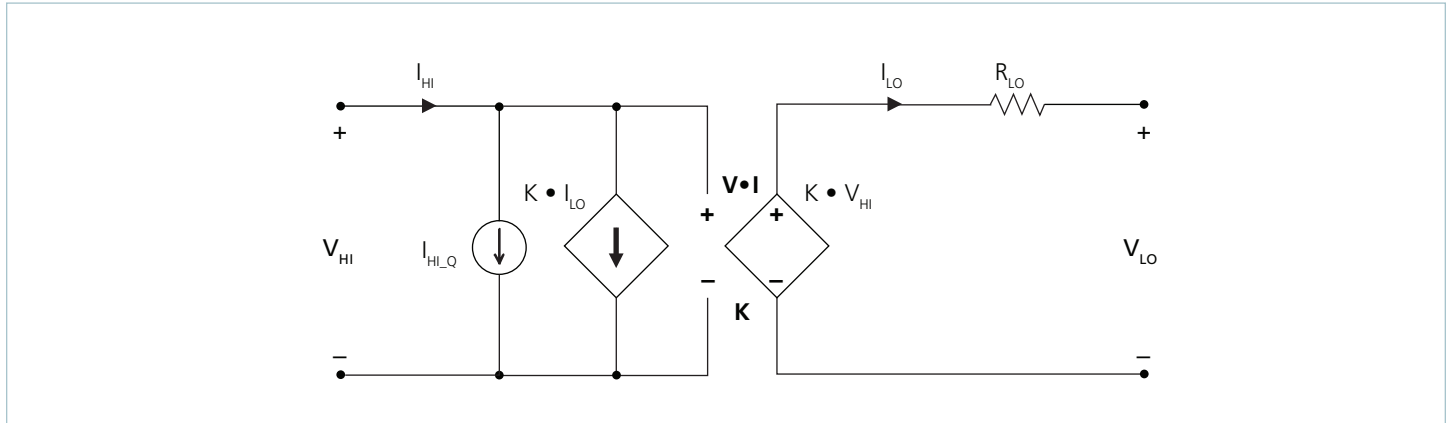 I_HI
I_LO
R_LO
+
+
K • I_LO
V•I
K • V_HI
+
+
V_HI
I_HI_Q
V_LO
–
–
K
–
–